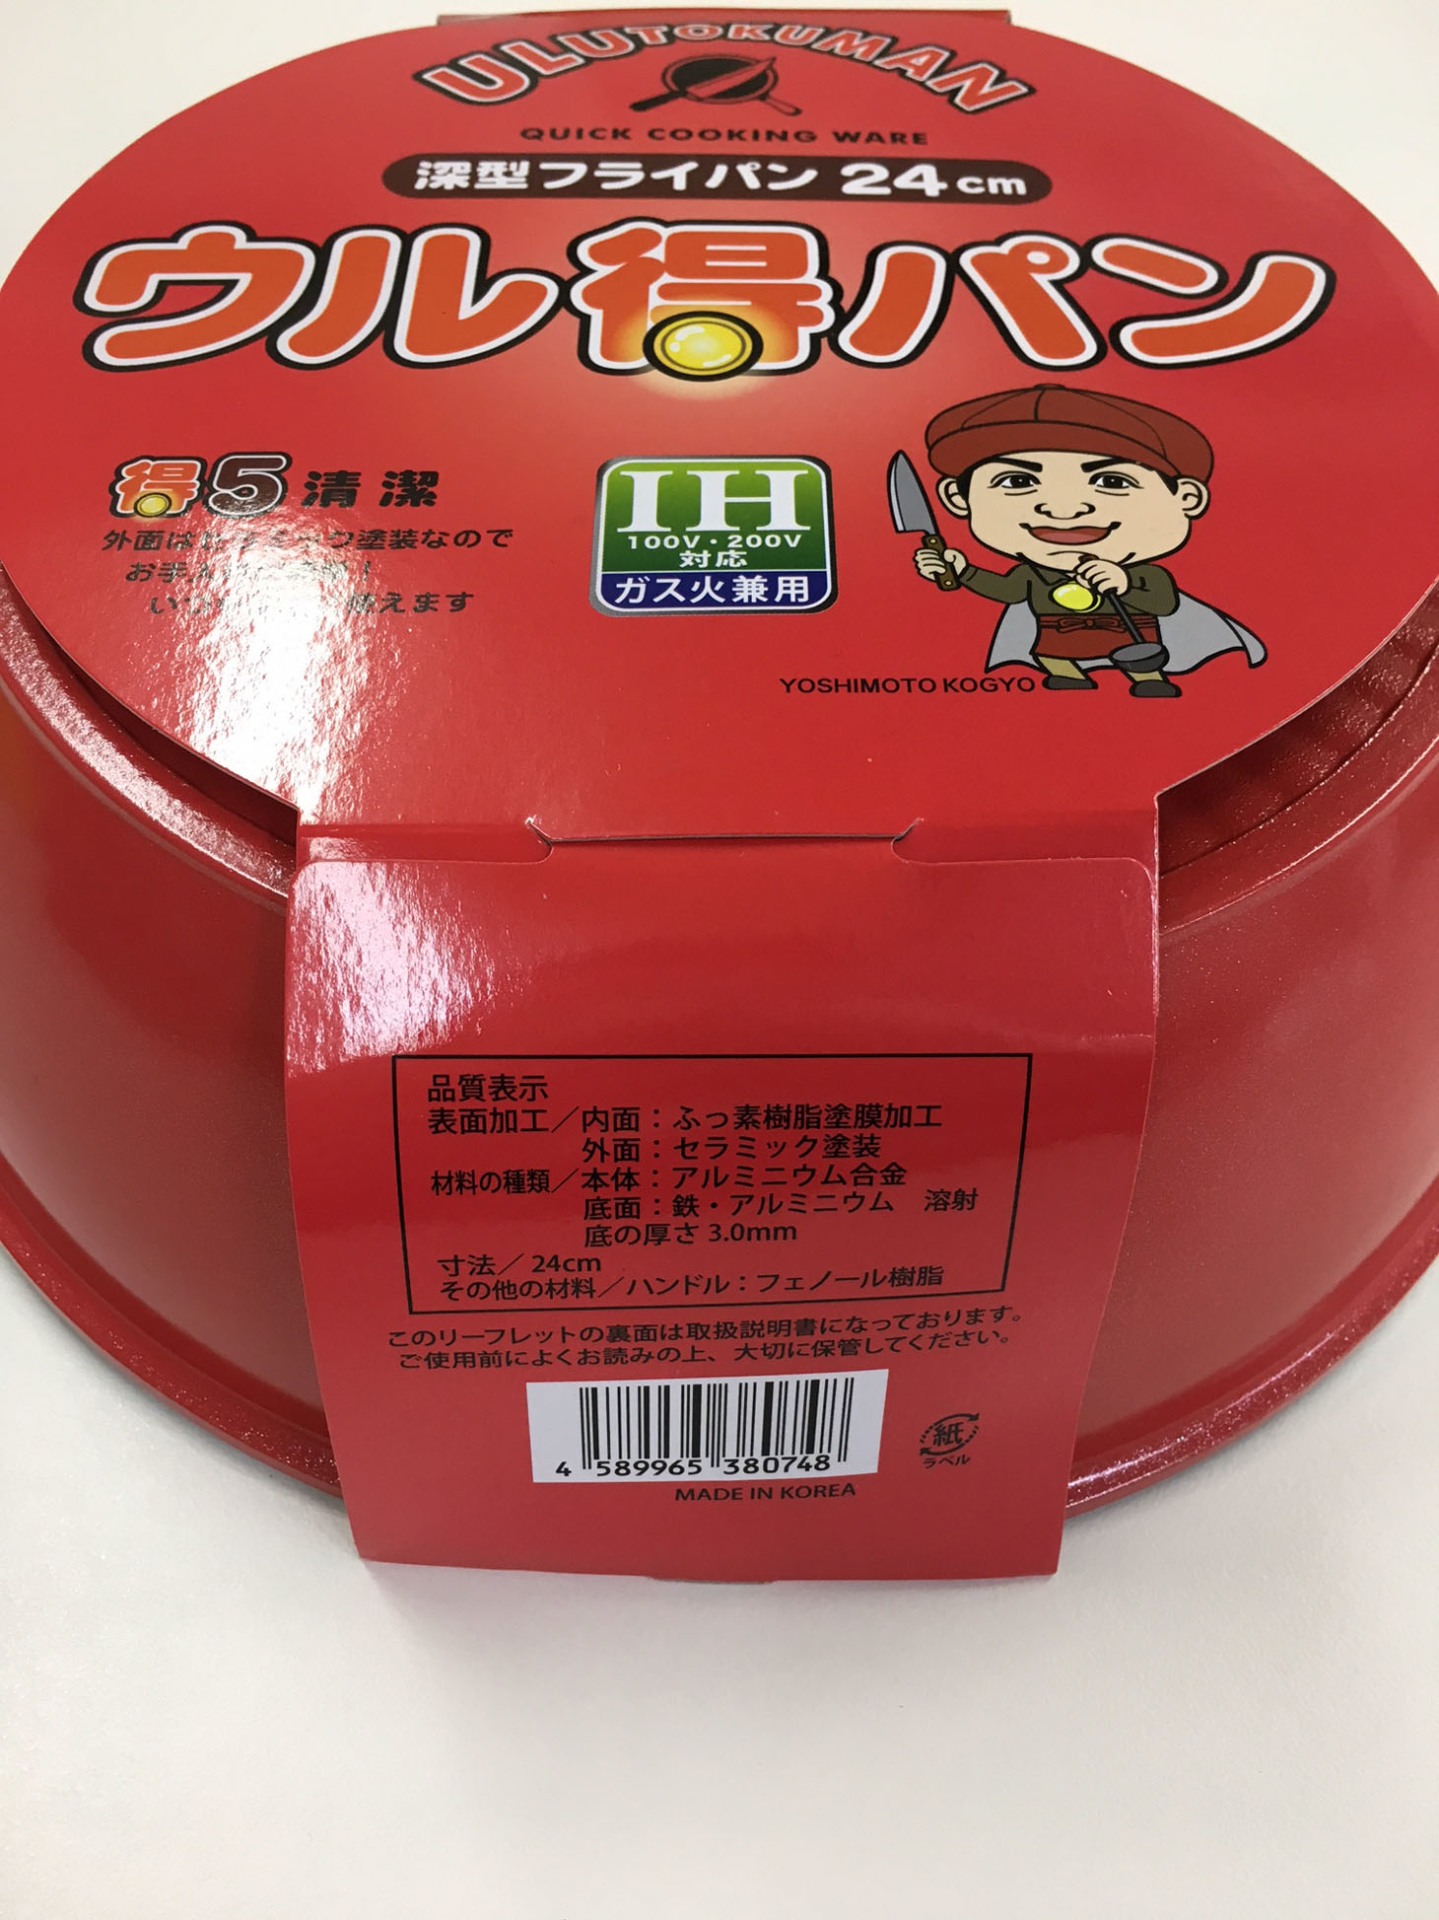 ULUTOKUMAN
QUICK COOKING WARE
深型フライパン 24cm
ウル得パン
得5清潔
外面は塗装なので
お手
使えます
IH
100V・200V
対応
ガス火兼用
YOSHIMOTO KOGYO
品質表示
表面加工／内面：ふっ素樹脂塗膜加工
外面：セラミック塗装
材料の種類／本体：アルミニウム合金
底面：鉄・アルミニウム 溶射
底の厚さ 3.0mm
寸法／24cm
その他の材料／ハンドル：フェノール樹脂
このリーフレットの裏面は取扱説明書になっております。
ご使用前によくお読みの上、大切に保管してください。
4 589965 380748
紙
ラベル
MADE IN KOREA